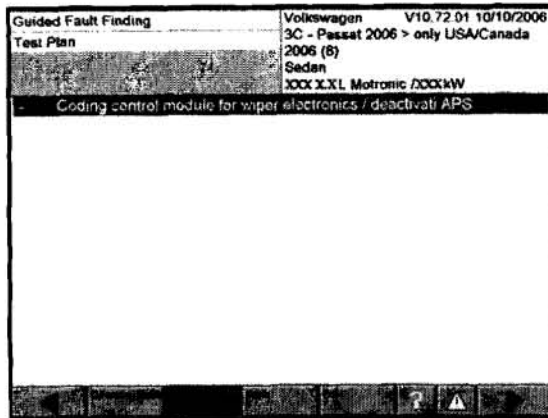 Guided Fault Finding
Test Plan
Volkswagen V10.72.01 10/10/2006
3C - Passat 2006 > only USA/Canada
2006 (6)
Sedan
XXX X.XL Motronic /XXXkW
- Coding control module for wiper electronics / deactivati APS
?